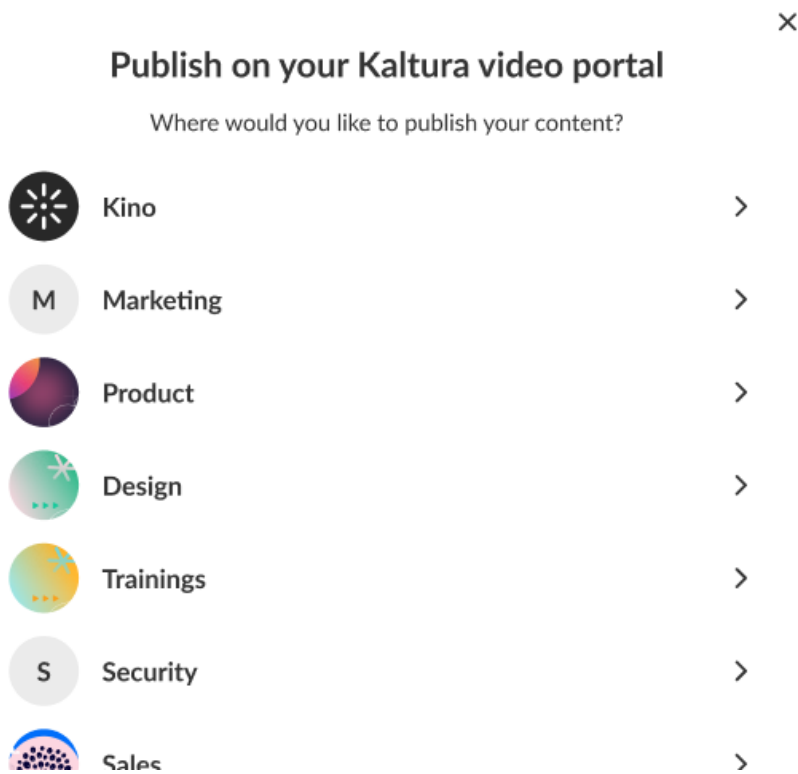 Publish on your Kaltura video portal
Where would you like to publish your content?
Kino
M Marketing
Product
Design
Trainings
S Security
Sales